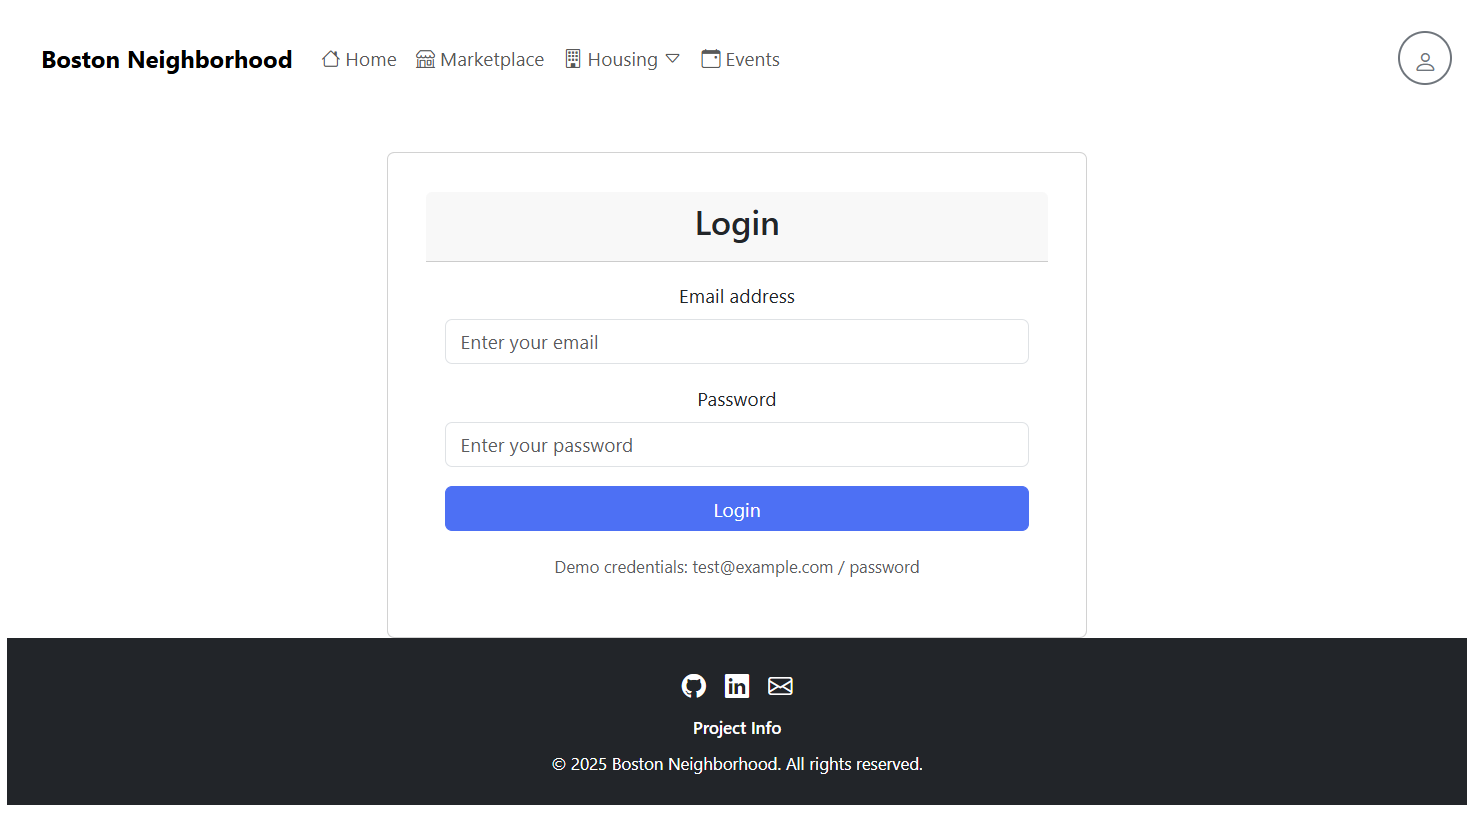 Boston Neighborhood Home Marketplace Housing Events
Login
Email address
Enter your email
Password
Enter your password
Login
Demo credentials: test@example.com / password
Project Info
© 2025 Boston Neighborhood. All rights reserved.